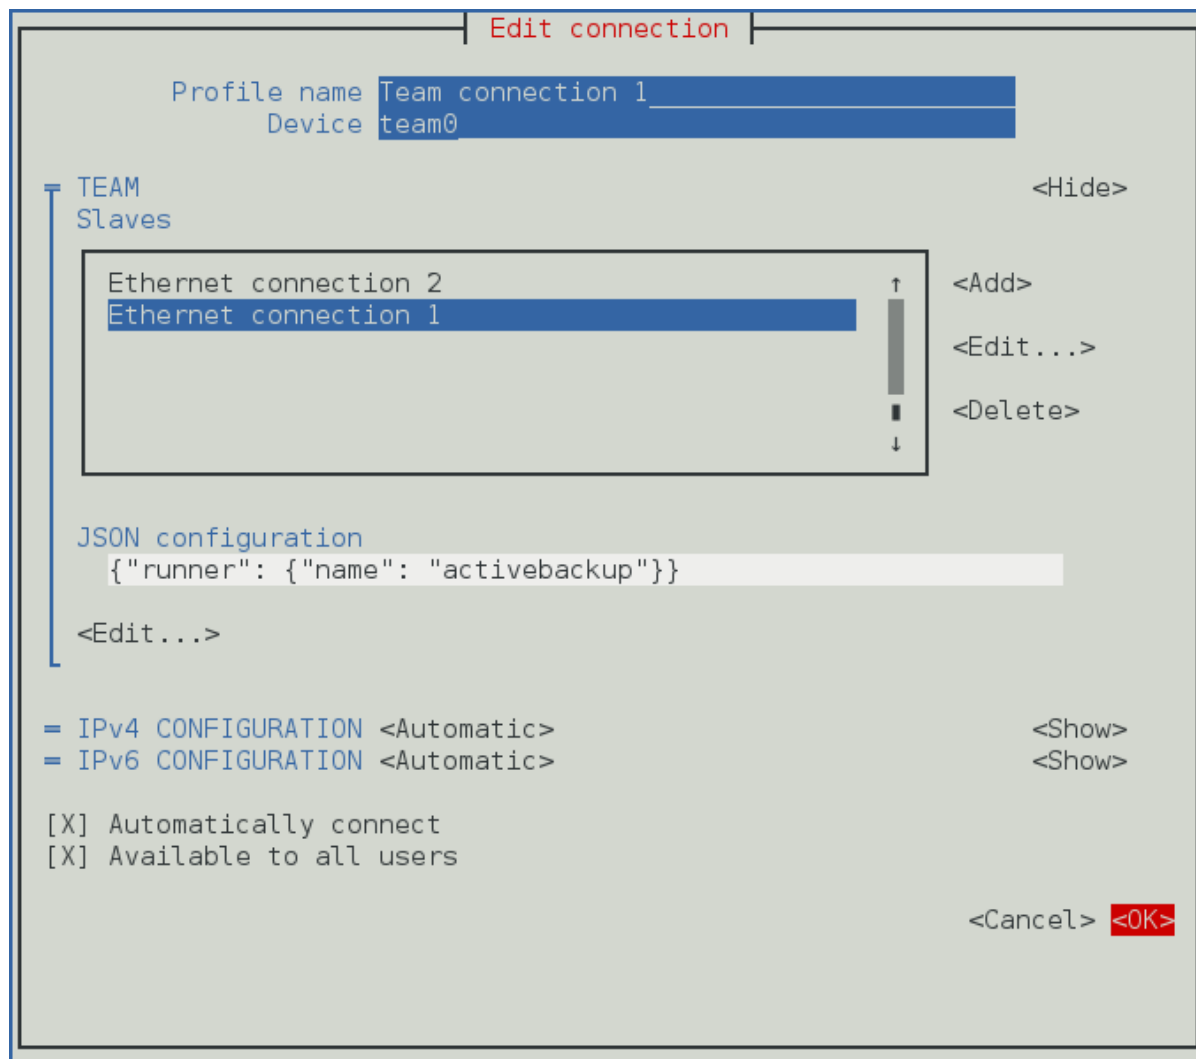 Edit connection
Profile name Team connection 1
Device team0
TEAM <Hide>
Slaves
Ethernet connection 2 <Add>
Ethernet connection 1
<Edit...>
<Delete>
JSON configuration
{"runner": {"name": "activebackup"}}
<Edit...>
IPv4 CONFIGURATION <Automatic> <Show>
IPv6 CONFIGURATION <Automatic> <Show>
[X] Automatically connect
[X] Available to all users
<Cancel> <OK>